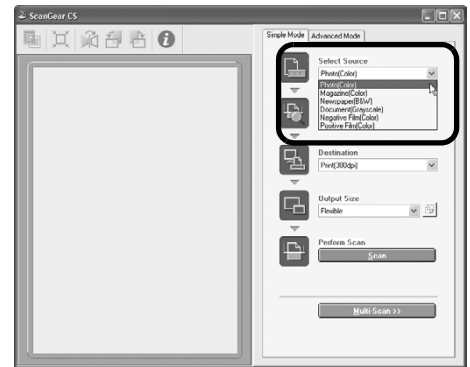 ScanGear CS
Simple Mode
Advanced Mode
Select Source
Photo(Color)
Photo(Color)
Magazine(Color)
Newspaper(B&W)
Document(Grayscale)
Negative Film(Color)
Positive Film(Color)
Destination
Print(300dpi)
Output Size
Flexible
Perform Scan
Scan
Multi-Scan >>